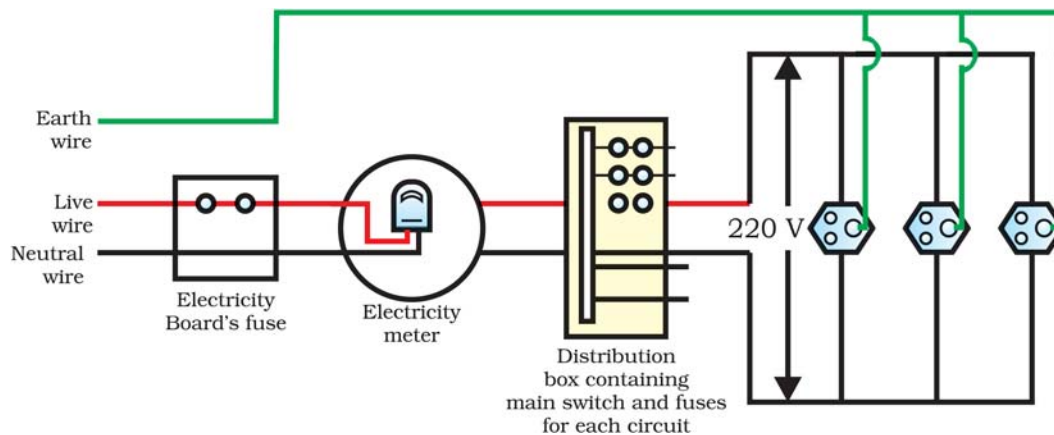 Earth
wire
Live
wire
Neutral
wire
Electricity
Board's fuse
Electricity
meter
Distribution
box containing
main switch and fuses
for each circuit
220 V